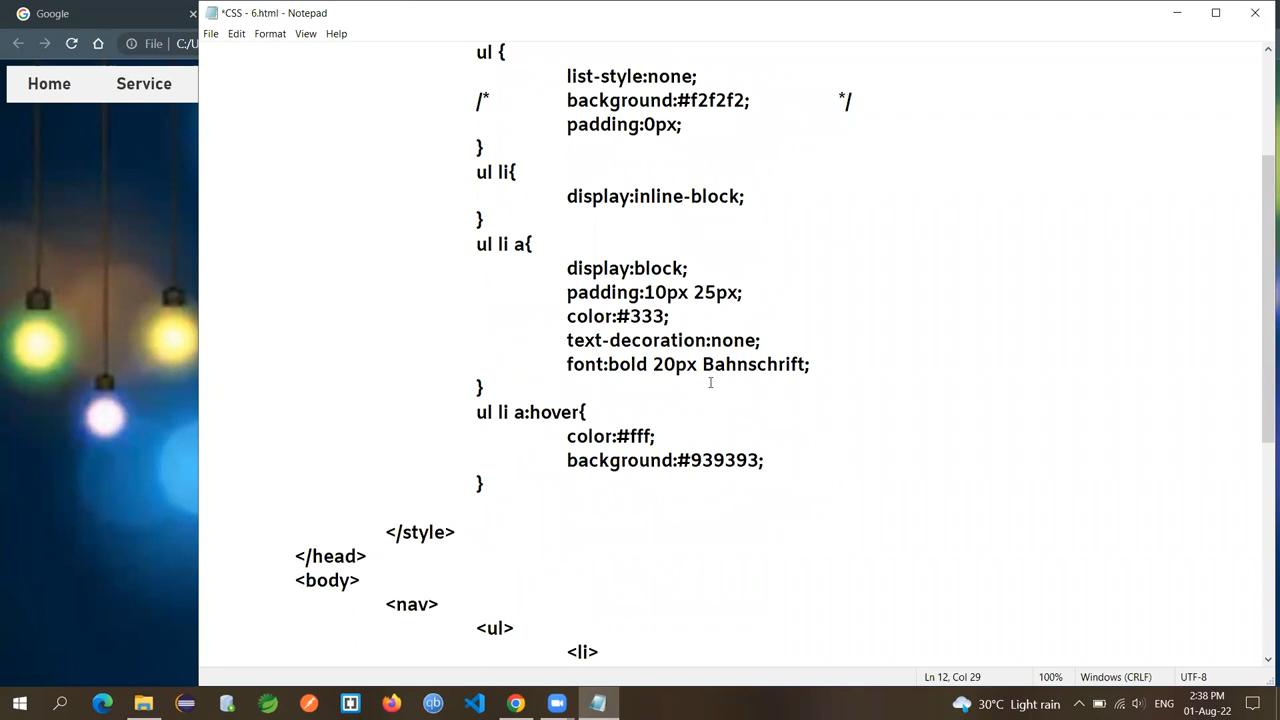 Google
*CSS - 6.html - Notepad
File C:/U
File Edit Format View Help
Home Service
ul {
list-style:none;
/* background:#f2f2f2; */
padding:0px;
}
ul li{
display:inline-block;
}
ul li a{
display:block;
padding:10px 25px;
color:#333;
text-decoration:none;
font:bold 20px Bahnschrift;
}
ul li a:hover{
color:#fff;
background:#939393;
}
</style>
</head>
<body>
<nav>
<ul>
<li>
Ln 12, Col 29 100% Windows (CRLF) UTF-8
qb 30°C Light rain ENG 2:38 PM
01-Aug-22